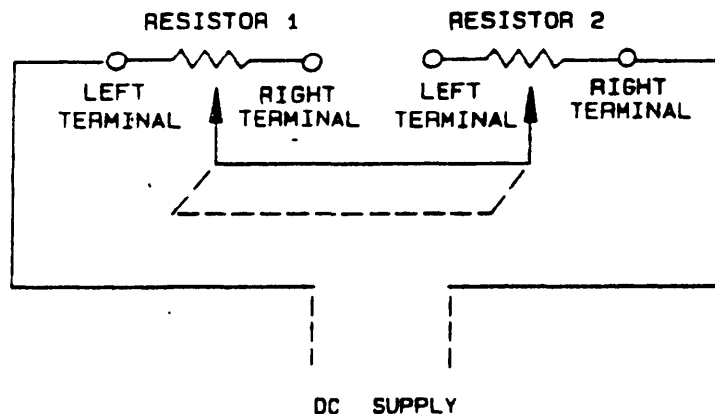 RESISTOR 1
RESISTOR 2
LEFT
TERMINAL
RIGHT
TERMINAL
LEFT
TERMINAL
RIGHT
TERMINAL
DC SUPPLY